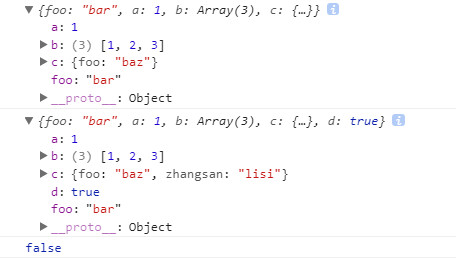 ▼{foo: "bar", a: 1, b: Array(3), c: {…}} i
a: 1
▶ b: (3) [1, 2, 3]
▶ c: {foo: "baz"}
foo: "bar"
▶ __proto__: Object
▼{foo: "bar", a: 1, b: Array(3), c: {…}, d: true} i
a: 1
▶ b: (3) [1, 2, 3]
▶ c: {foo: "baz", zhangsan: "lisi"}
d: true
foo: "bar"
▶ __proto__: Object
false